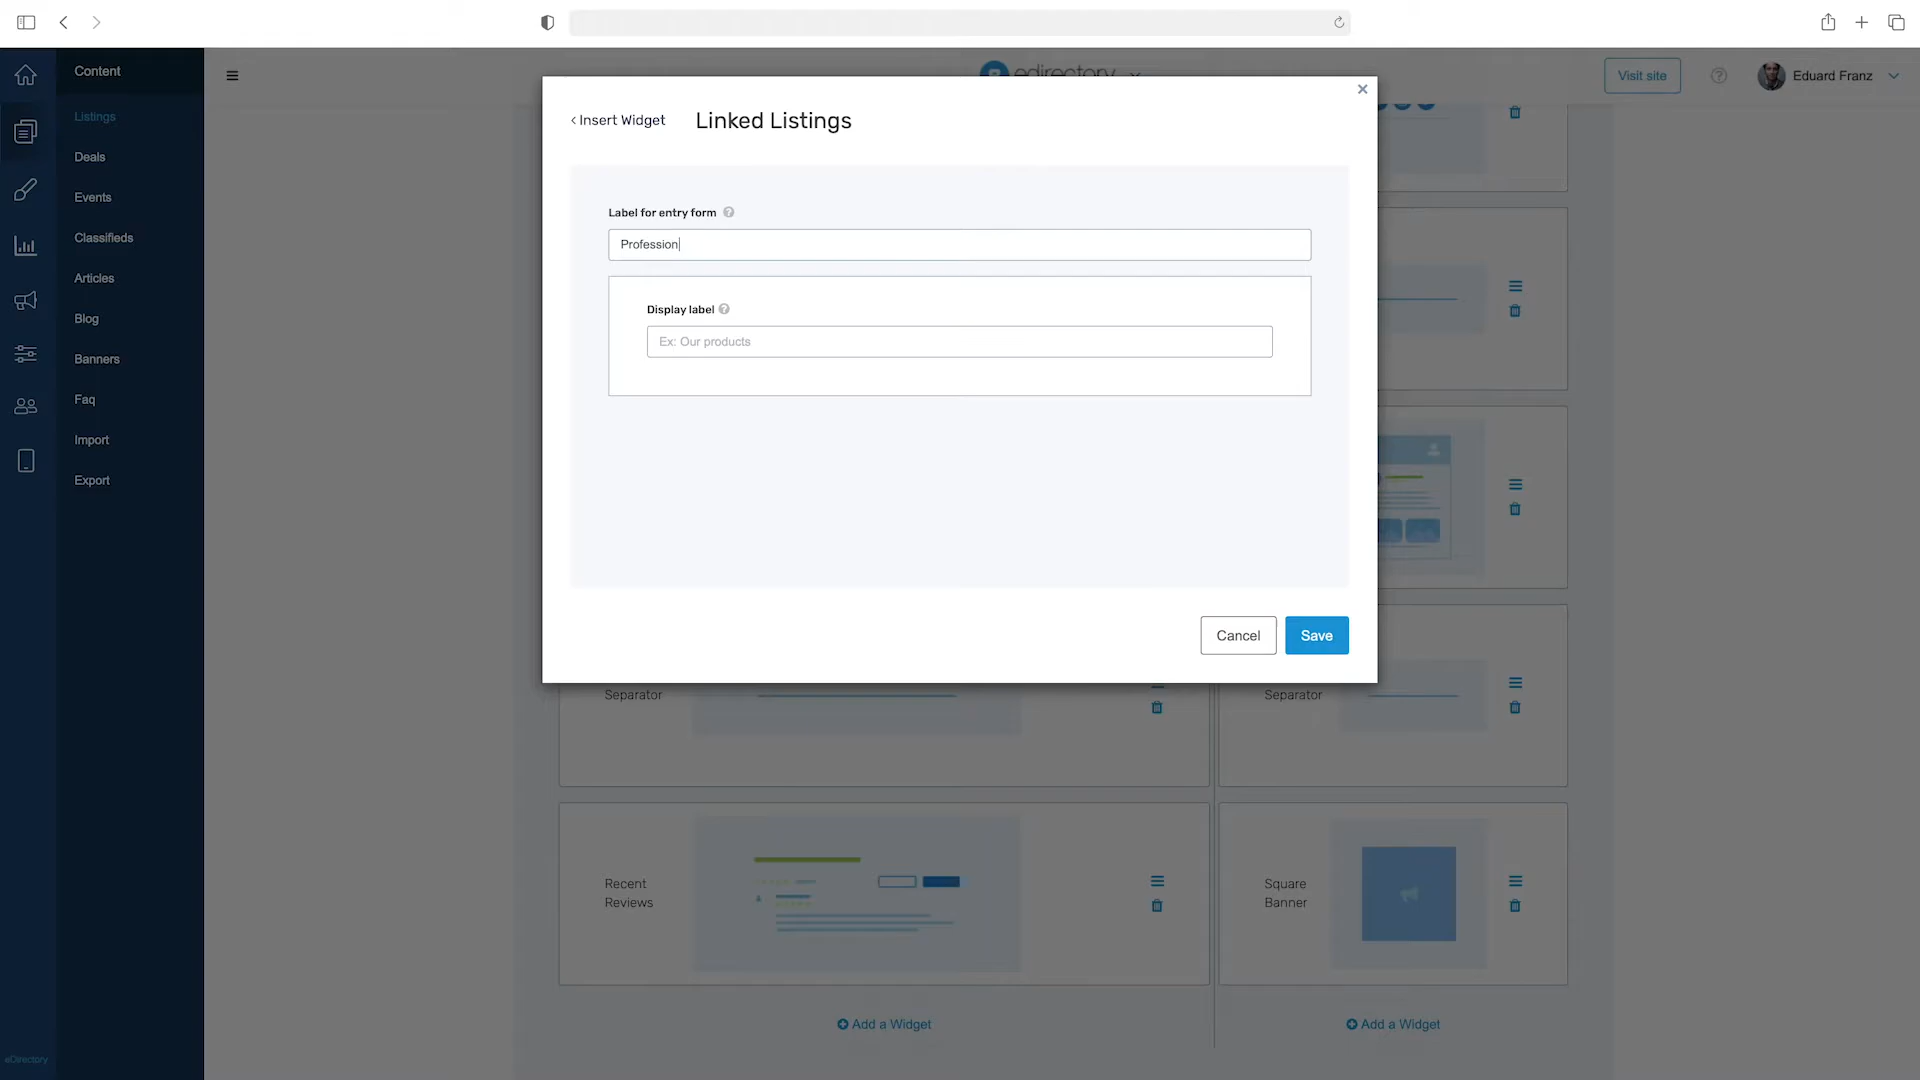 Content
Listings
Deals
Events
Classifieds
Articles
Blog
Banners
Faq
Import
Export
eDirectory
edirectory
Visit site
Eduard Franz
Insert Widget
Linked Listings
Label for entry form
Profession
Display label
Ex: Our products
Cancel
Save
Separator
Separator
Recent
Reviews
Square
Banner
Add a Widget
Add a Widget